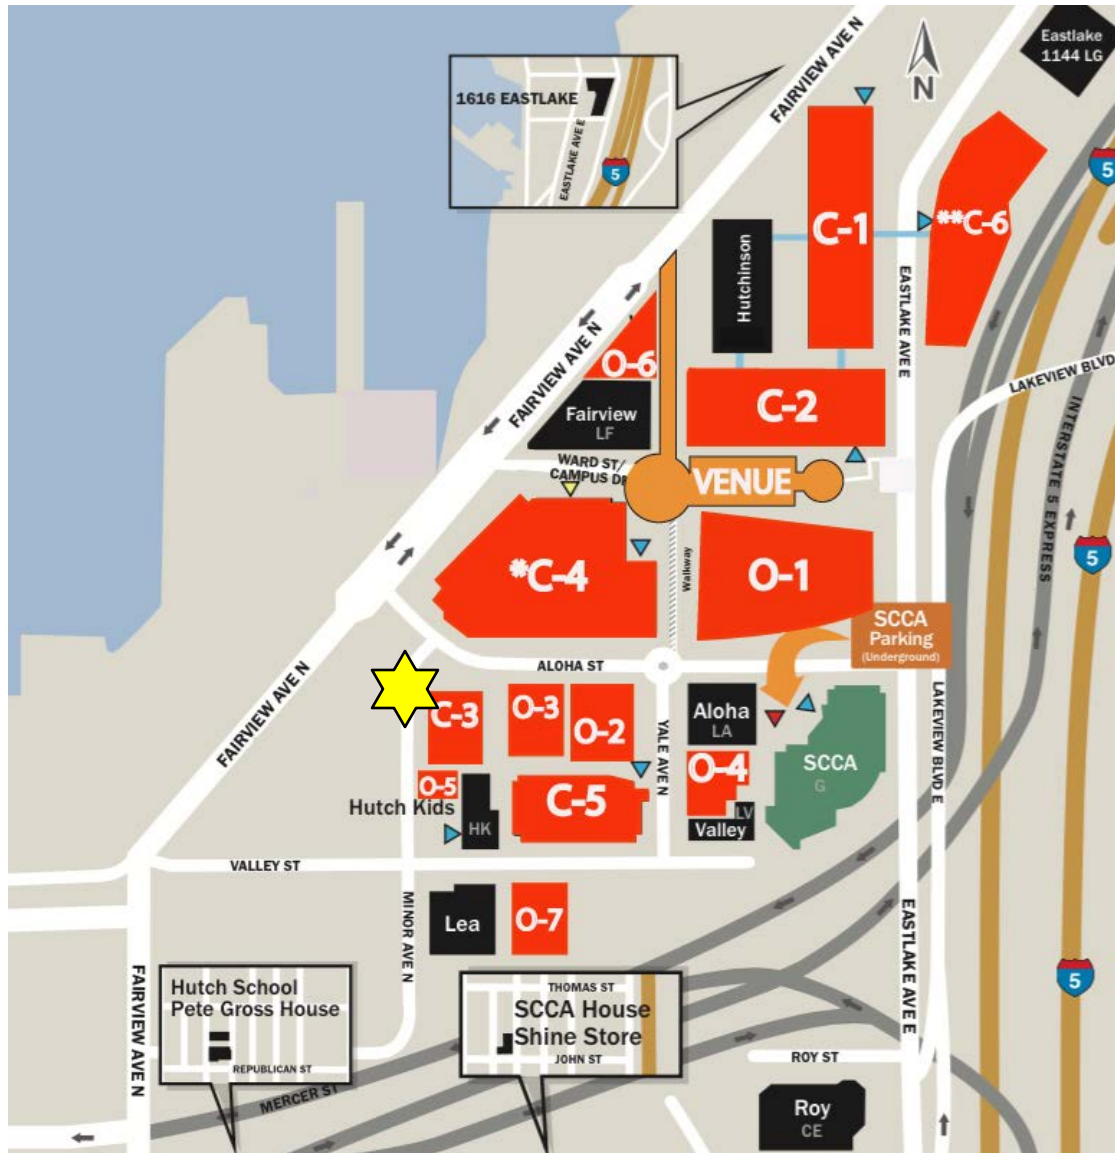 FAIRVIEW AVE N
Eastlake
1144 LG
N
1616 EASTLAKE
EASTLAKE AVE E
5
5
C-1
**C-6
Hutchinson
EASTLAKE AVE E
FAIRVIEW AVE N
O-6
C-2
LAKEVIEW BLVD
Fairview
LF
INTERSTATE 5 EXPRESS
WARD ST/
CAMPUS DR
VENUE
5
*C-4
Walkway
O-1
SCCA
Parking
(Underground)
ALOHA ST
FAIRVIEW AVE N
C-3
O-3
O-2
YALE AVE N
Aloha
LA
O-4
SCCA
G
LAKEVIEW BLVD E
O-5
Hutch Kids
HK
C-5
LV
Valley
VALLEY ST
MINOR AVE N
Lea
O-7
EASTLAKE AVE E
5
FAIRVIEW AVE N
Hutch School
Pete Gross House
REPUBLICAN ST
THOMAS ST
SCCA House
Shine Store
JOHN ST
ROY ST
MERCER ST
Roy
CE